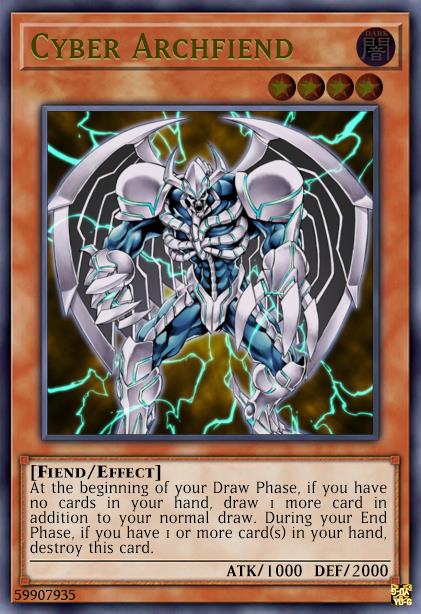 CYBER ARCHFIEND
DARK
闇
[FIEND/EFFECT]
At the beginning of your Draw Phase, if you have
no cards in your hand, draw 1 more card in
addition to your normal draw. During your End
Phase, if you have 1 or more card(s) in your hand,
destroy this card.
ATK/1000 DEF/2000
59907935